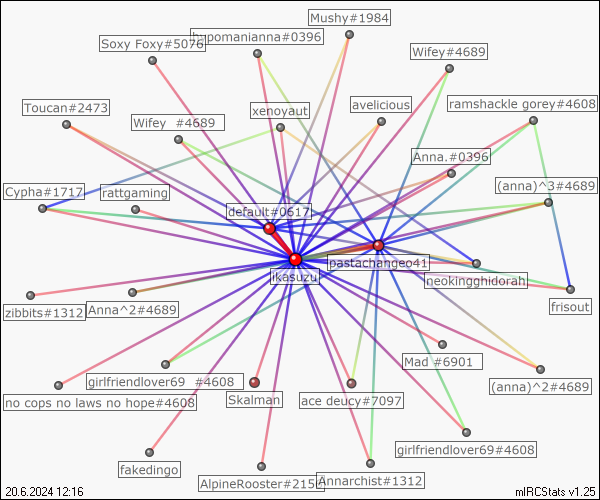 Mushy#1984
Soxy Foxy#5076
hypomanianna#0396
Wifey#4689
Toucan#2473
xenoyaut
avelicious
ramshackle gorey#4608
Wifey #4689
Anna.#0396
Cypha#1717
rattgaming
(anna)^3#4689
default#0617
pastachangeo41
ikasuzu
neokingghidorah
zibbits#1312
Anna^2#4689
frisout
Mad #6901
girlfriendlover69 #4608
(anna)^2#4689
no cops no laws no hope#4608
Skalman
ace deucy#7097
girlfriendlover69#4608
fakedingo
AlpineRooster#2150
Annarchist#1312
20.6.2024 12:16
mIRCStats v1.25